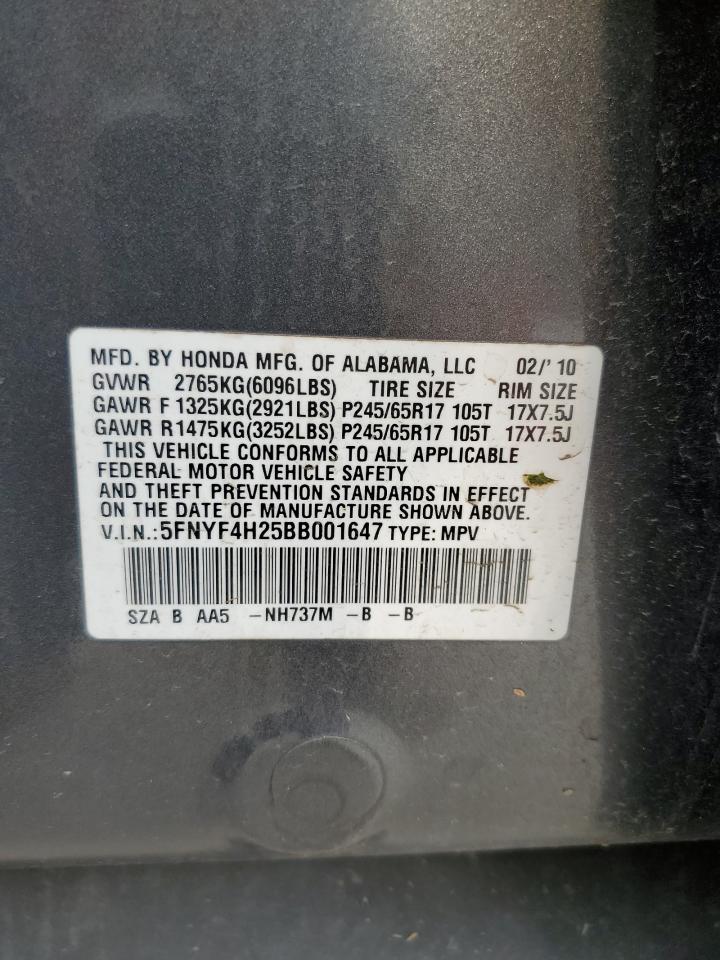 MFD. BY HONDA MFG. OF ALABAMA, LLC 02/' 10
GVWR 2765KG(6096LBS) TIRE SIZE RIM SIZE
GAWR F 1325KG(2921LBS) P245/65R17 105T 17X7.5J
GAWR R1475KG(3252LBS) P245/65R17 105T 17X7.5J
THIS VEHICLE CONFORMS TO ALL APPLICABLE
FEDERAL MOTOR VEHICLE SAFETY
AND THEFT PREVENTION STANDARDS IN EFFECT
ON THE DATE OF MANUFACTURE SHOWN ABOVE.
V.I.N.: 5FNYF4H25BB001647 TYPE: MPV
SZA B AA5 -NH737M -B -B